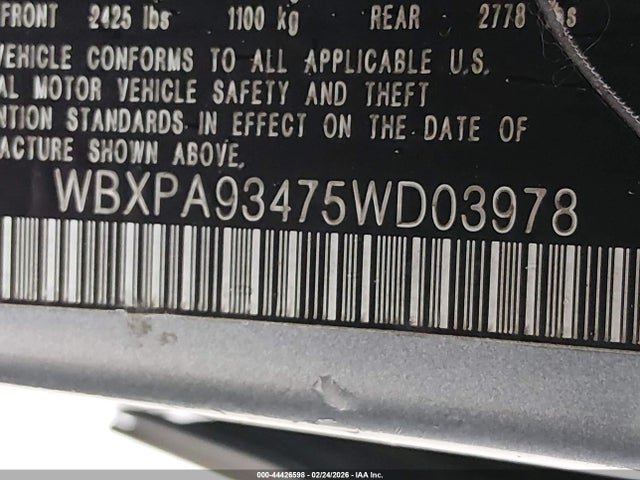 FRONT 2425 lbs 1100 kg REAR 2778 lbs
VEHICLE CONFORMS TO ALL APPLICABLE U.S.
AL MOTOR VEHICLE SAFETY AND THEFT
NTION STANDARDS IN EFFECT ON THE DATE OF
ACTURE SHOWN ABOVE.
WBXPA93475WD03978
000-44426598 - 02/24/2026 - IAA Inc.